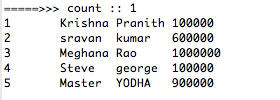 =====>>> count :: 1
1 Krishna Pranith 100000
2 sravan kumar 600000
3 Meghana Rao 1000000
4 Steve george 100000
5 Master YODHA 900000